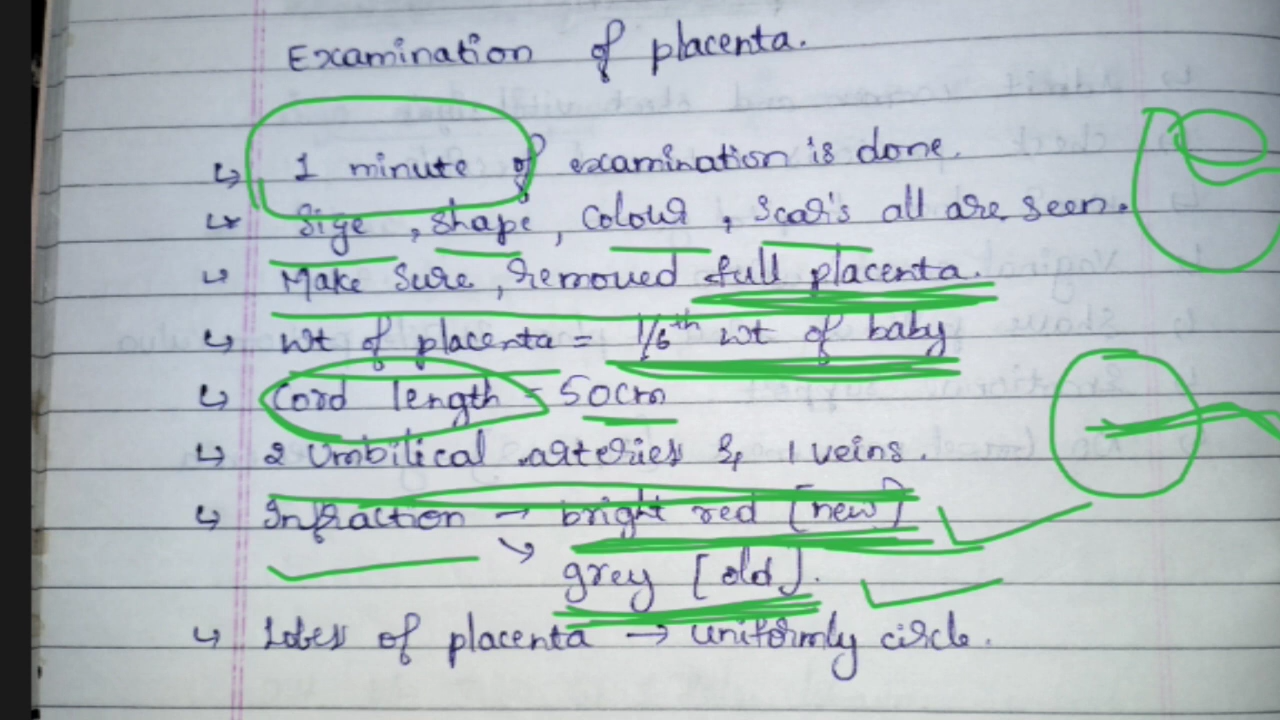 Examination of placenta.
↳ 1 minute of examination is done.
↳ Size, shape, colour, scar's all are seen.
↳ Make sure, removed full placenta.
↳ wt of placenta = 1/6th wt of baby
↳ Cord length - 50cm
↳ 2 Umbilical arteries & 1 veins.
↳ Infraction → bright red [new]
↘ grey [old].
↳ Lobes of placenta → uniformly circle.